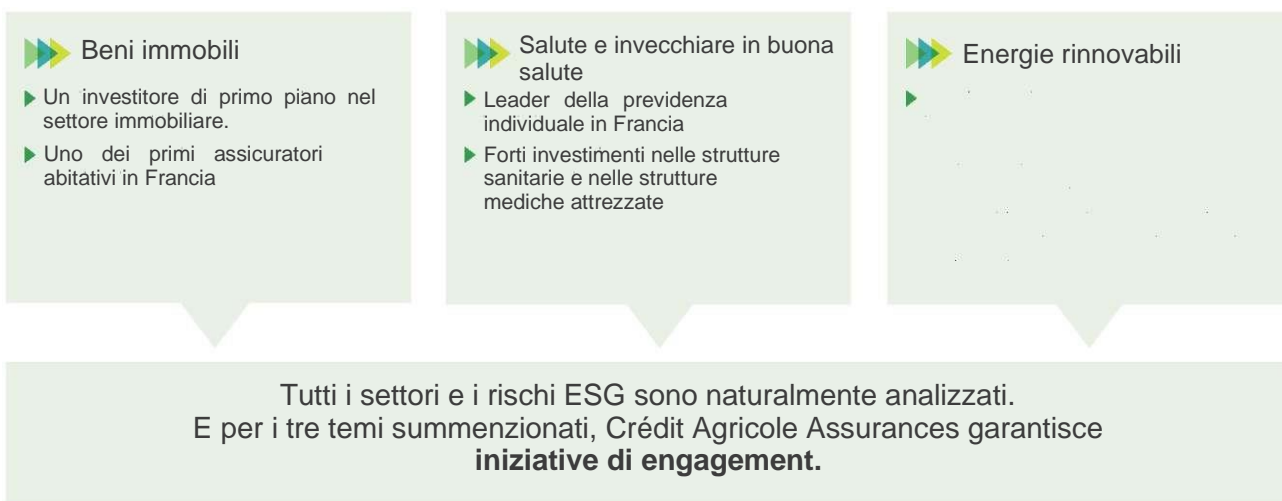 Beni immobili
Un investitore di primo piano nel
settore immobiliare.
Uno dei primi assicuratori
abitativi in Francia
Salute e invecchiare in buona
salute
Leader della previdenza
individuale in Francia
Forti investimenti nelle strutture
sanitarie e nelle strutture
mediche attrezzate
Energie rinnovabili
Tutti i settori e i rischi ESG sono naturalmente analizzati.
E per i tre temi summenzionati, Crédit Agricole Assurances garantisce
iniziative di engagement.